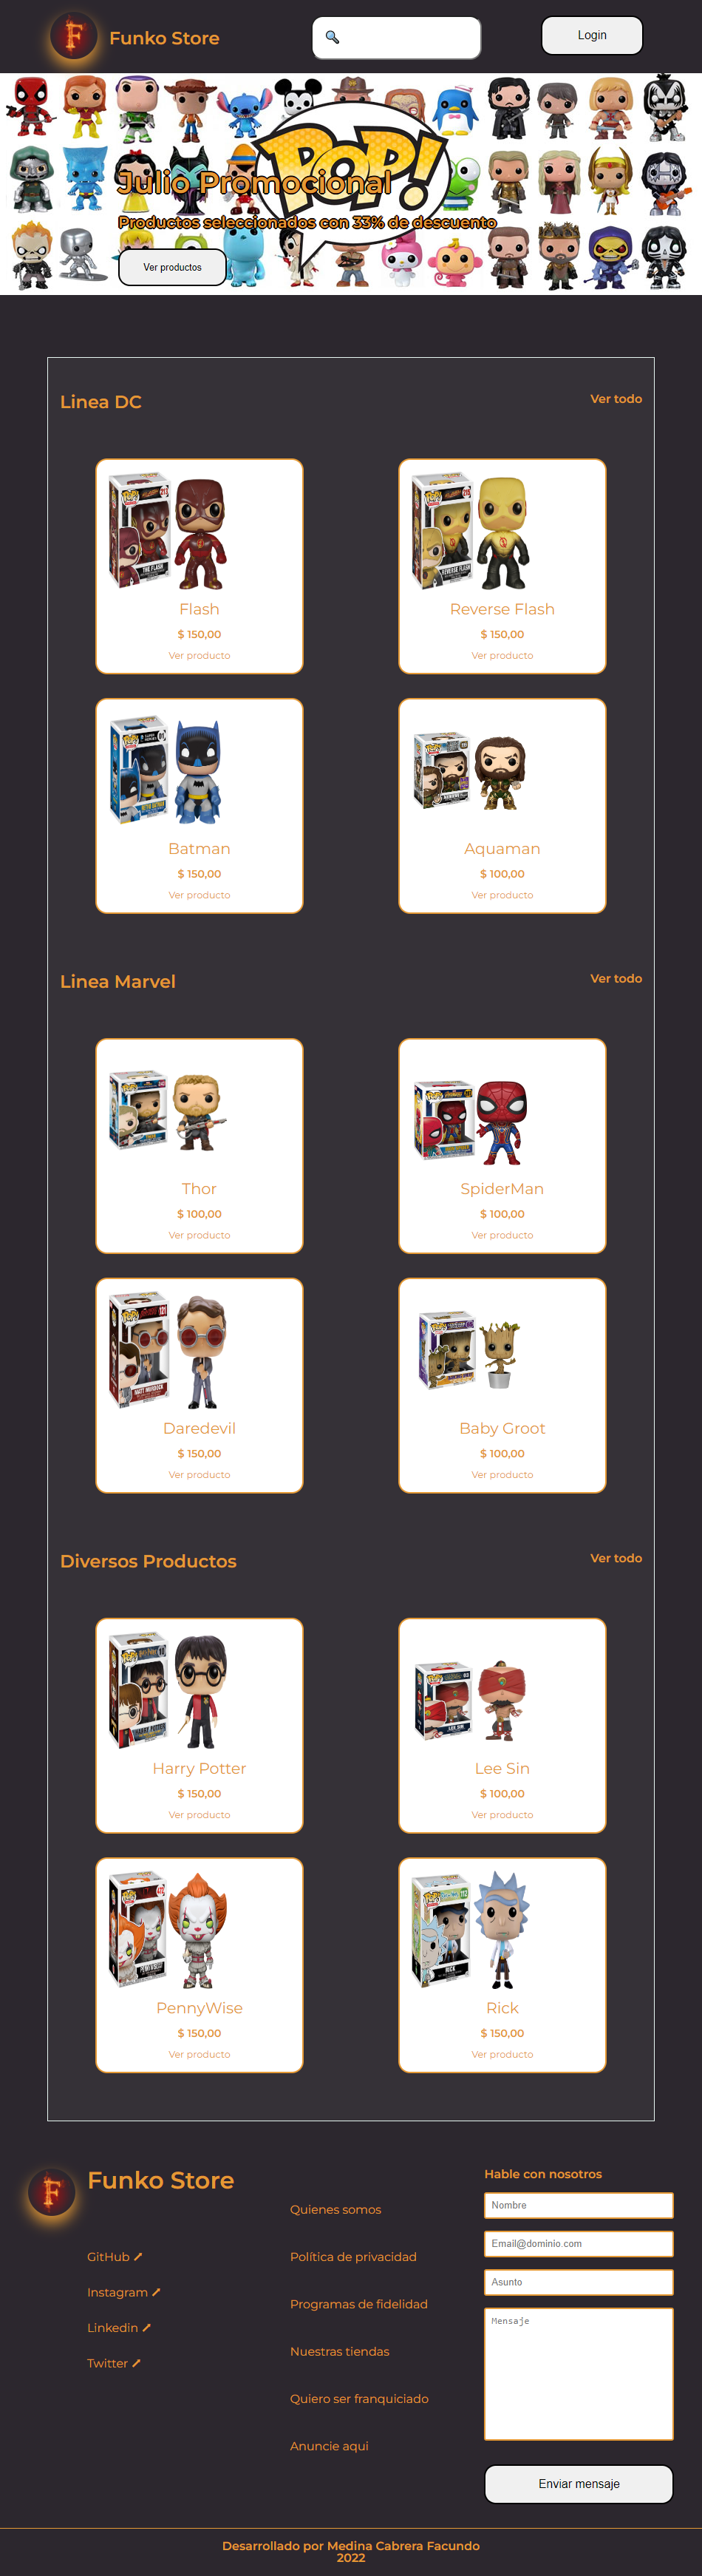 Funko Store
Login
POP!
Julio Promocional
Productos seleccionados con 33% de descuento
Ver productos
Linea DC
Ver todo
Flash
$ 150,00
Ver producto
Reverse Flash
$ 150,00
Ver producto
Batman
$ 150,00
Ver producto
Aquaman
$ 100,00
Ver producto
Linea Marvel
Ver todo
Thor
$ 100,00
Ver producto
SpiderMan
$ 100,00
Ver producto
Daredevil
$ 150,00
Ver producto
Baby Groot
$ 100,00
Ver producto
Diversos Productos
Ver todo
Harry Potter
$ 150,00
Ver producto
Lee Sin
$ 100,00
Ver producto
PennyWise
$ 150,00
Ver producto
Rick
$ 150,00
Ver producto
Funko Store
GitHub
Instagram
Linkedin
Twitter
Quienes somos
Política de privacidad
Programas de fidelidad
Nuestras tiendas
Quiero ser franquiciado
Anuncie aqui
Hable con nosotros
Nombre
Email@dominio.com
Asunto
Mensaje
Enviar mensaje
Desarrollado por Medina Cabrera Facundo
2022